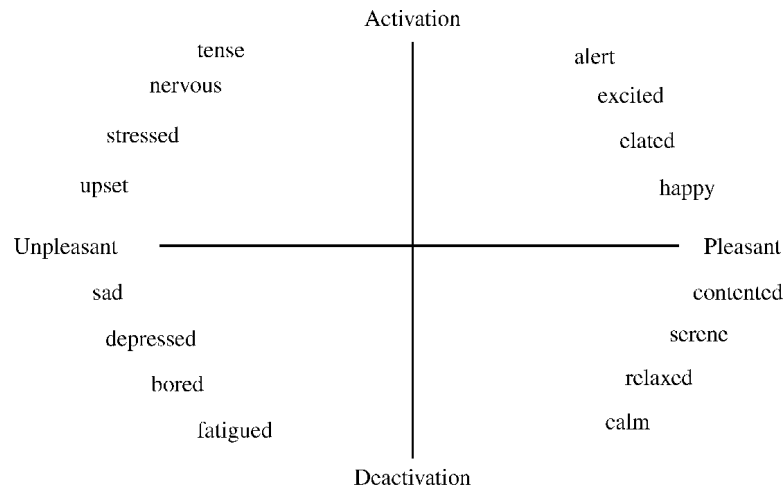 Activation
tense
alert
nervous
excited
stressed
elated
upset
happy
Unpleasant
Pleasant
sad
contented
depressed
serene
bored
relaxed
fatigued
calm
Deactivation